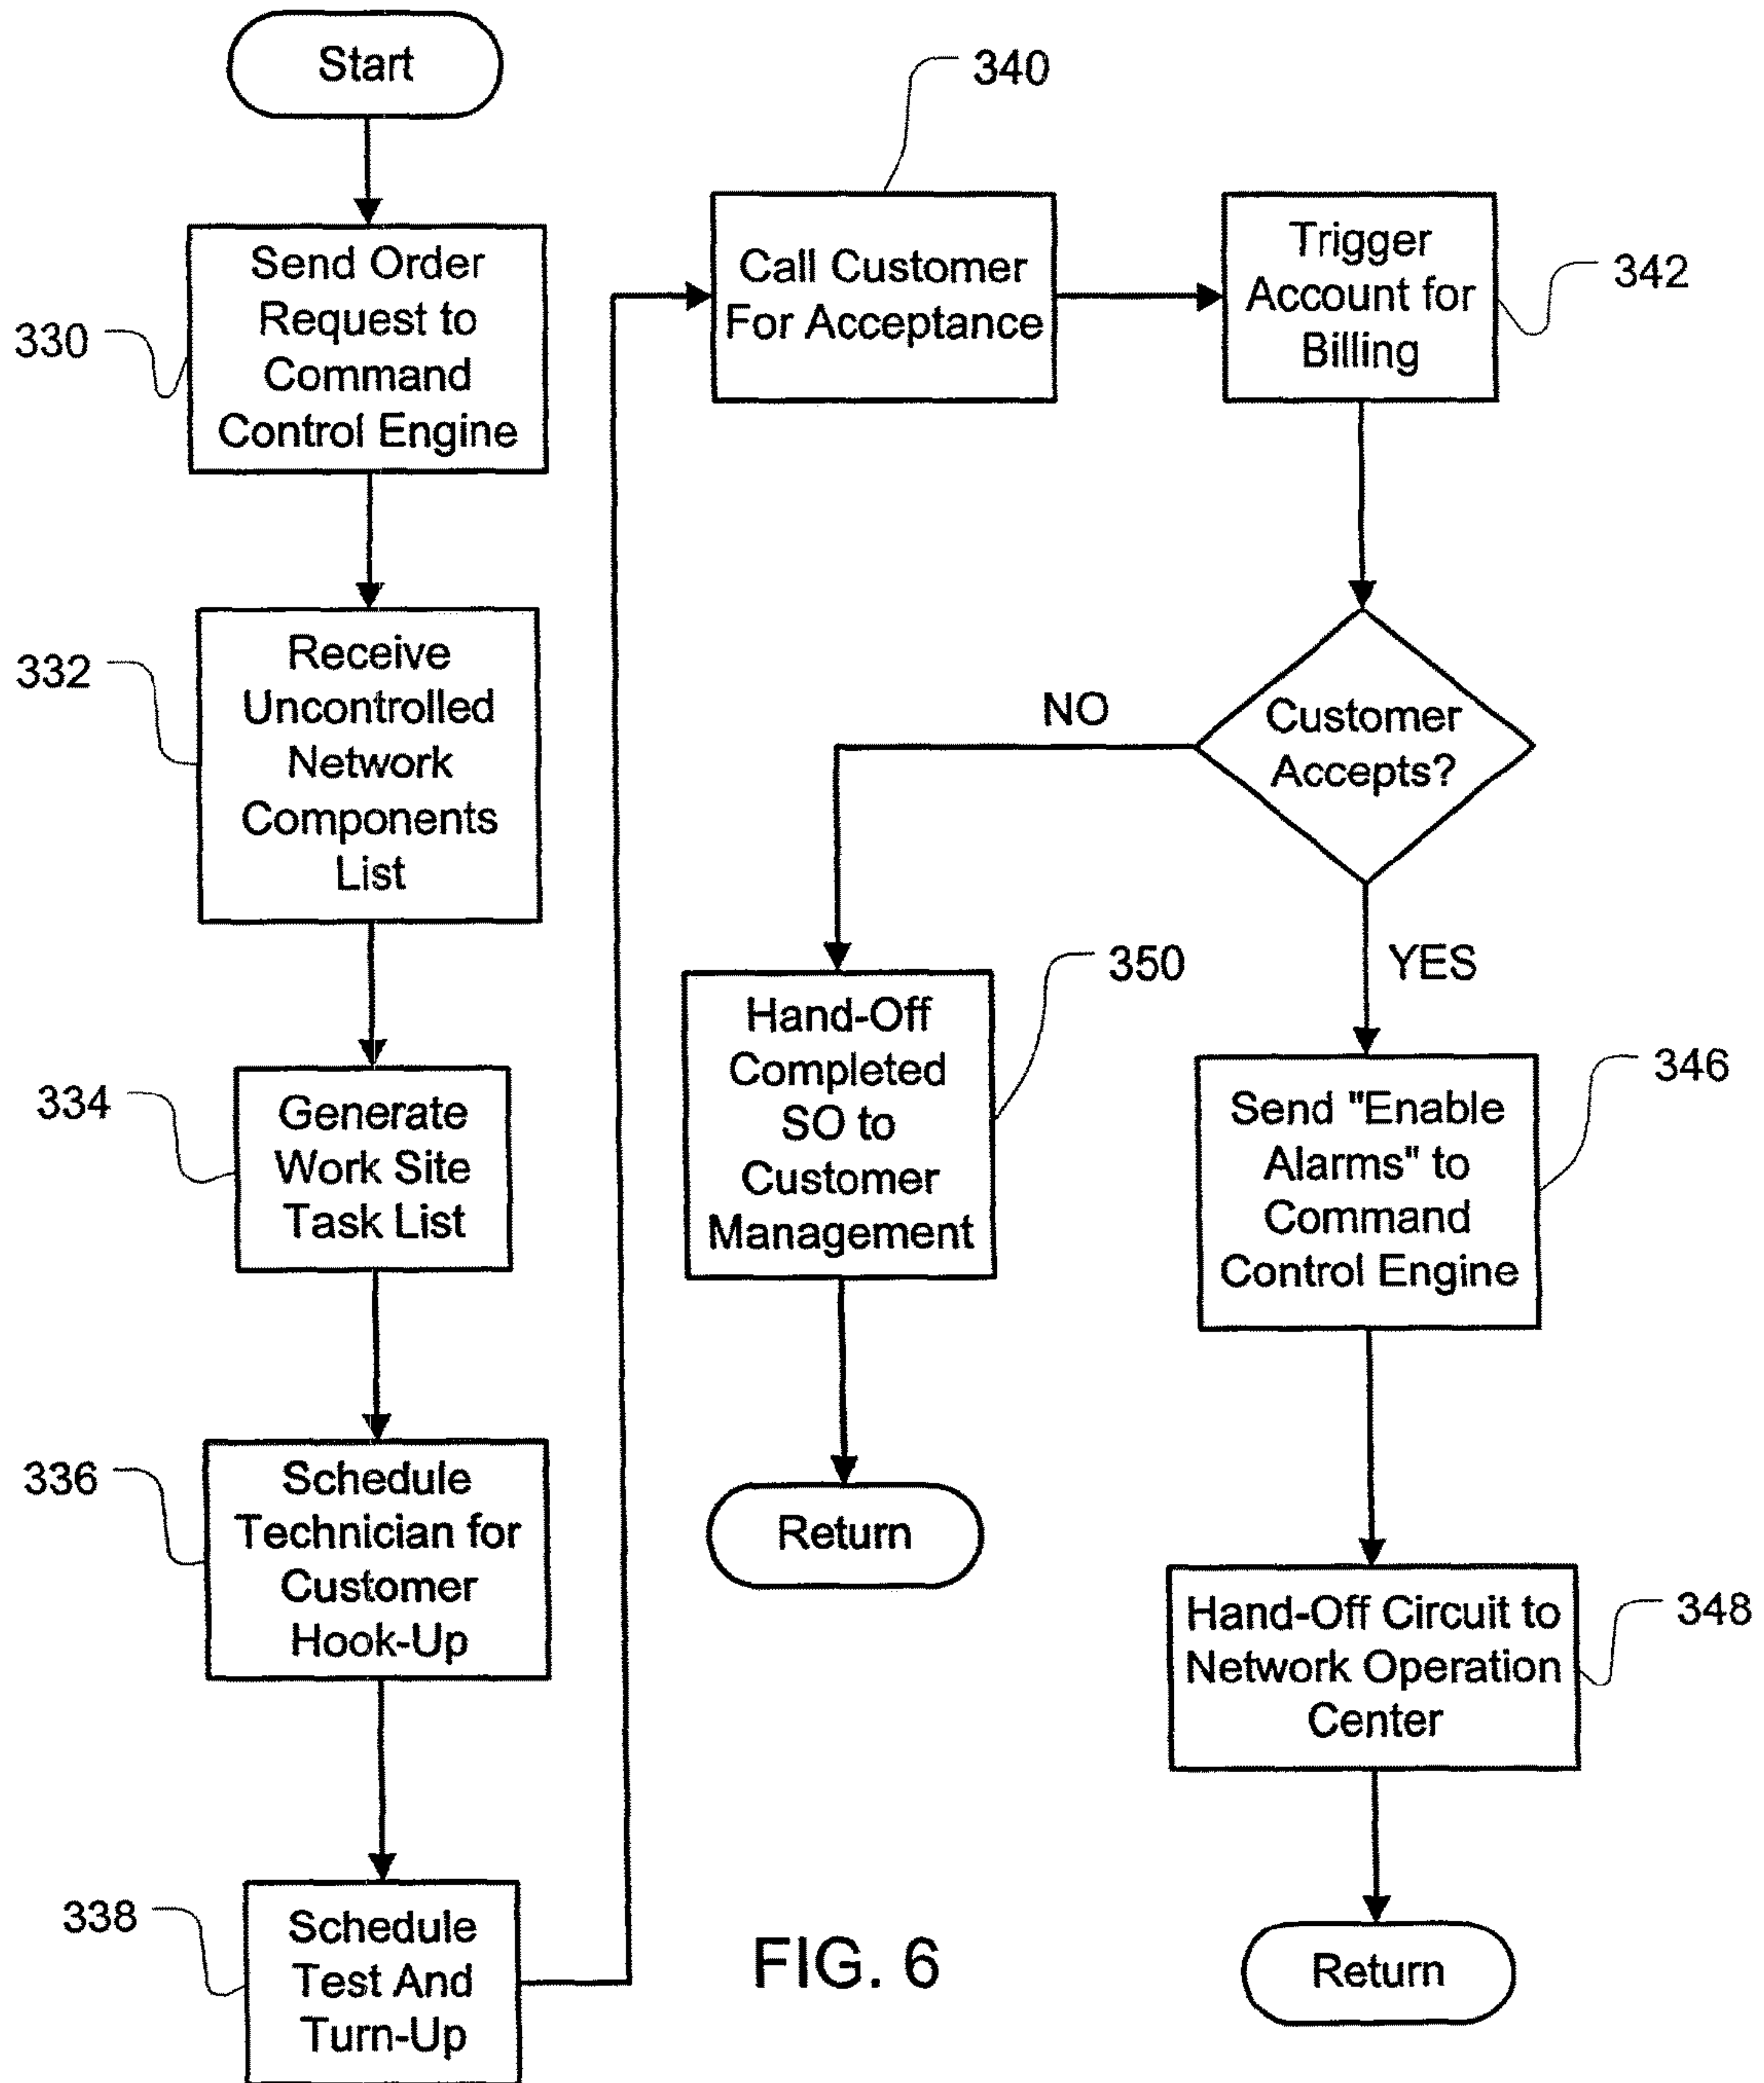 Start
330
Send Order
Request to
Command
Control Engine
332
Receive
Uncontrolled
Network
Components
List
334
Generate
Work Site
Task List
336
Schedule
Technician for
Customer
Hook-Up
338
Schedule
Test And
Turn-Up
340
Call Customer
For Acceptance
Trigger
Account for
Billing
342
Customer
Accepts?
NO
YES
350
Hand-Off
Completed
SO to
Customer
Management
Return
346
Send "Enable
Alarms" to
Command
Control Engine
348
Hand-Off Circuit to
Network Operation
Center
Return
FIG. 6